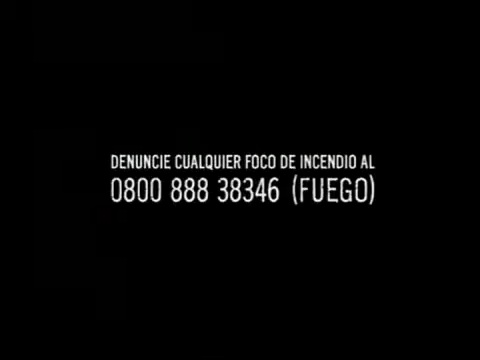 DENUNCIE CUALQUIER FOCO DE INCENDIO AL
0800 888 38346 (FUEGO)